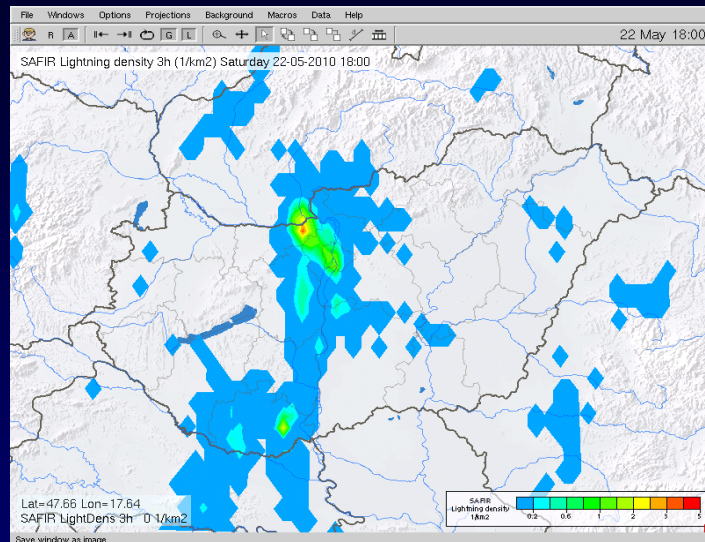 File Windows Options Projections Background Macros Data Help
R A G L 22 May 18:00
SAFIR Lightning density 3h (1/km2) Saturday 22-05-2010 18:00
Lat=47.66 Lon=17.64
SAFIR LightDens 3h 0 1/km2
SAFIR
Lightning density
1/km2
0.2 0.6 1 2 3 5
Save window as image